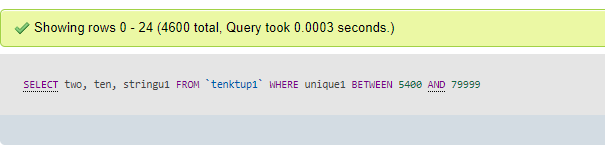 Showing rows 0 - 24 (4600 total, Query took 0.0003 seconds.)
SELECT two, ten, stringu1 FROM `tenktup1` WHERE unique1 BETWEEN 5400 AND 79999